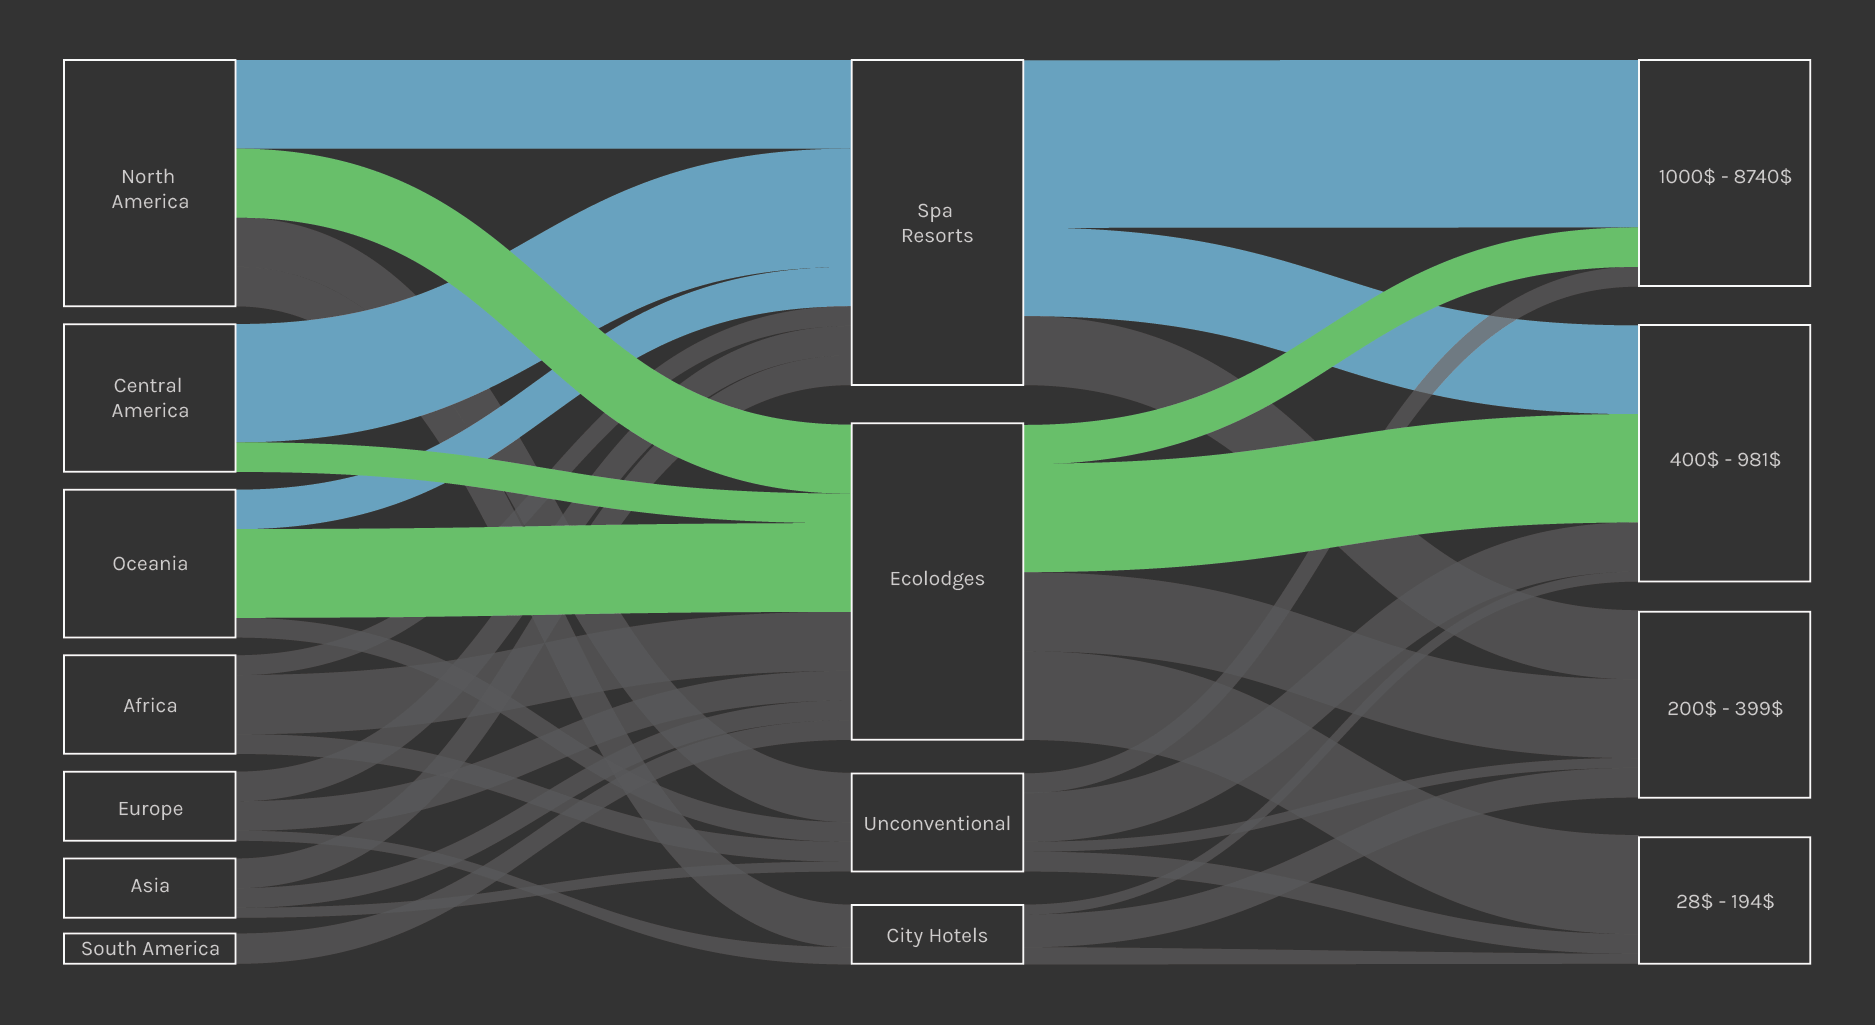 North
America
Central
America
Oceania
Africa
Europe
Asia
South America
Spa
Resorts
Ecolodges
Unconventional
City Hotels
1000$ - 8740$
400$ - 981$
200$ - 399$
28$ - 194$